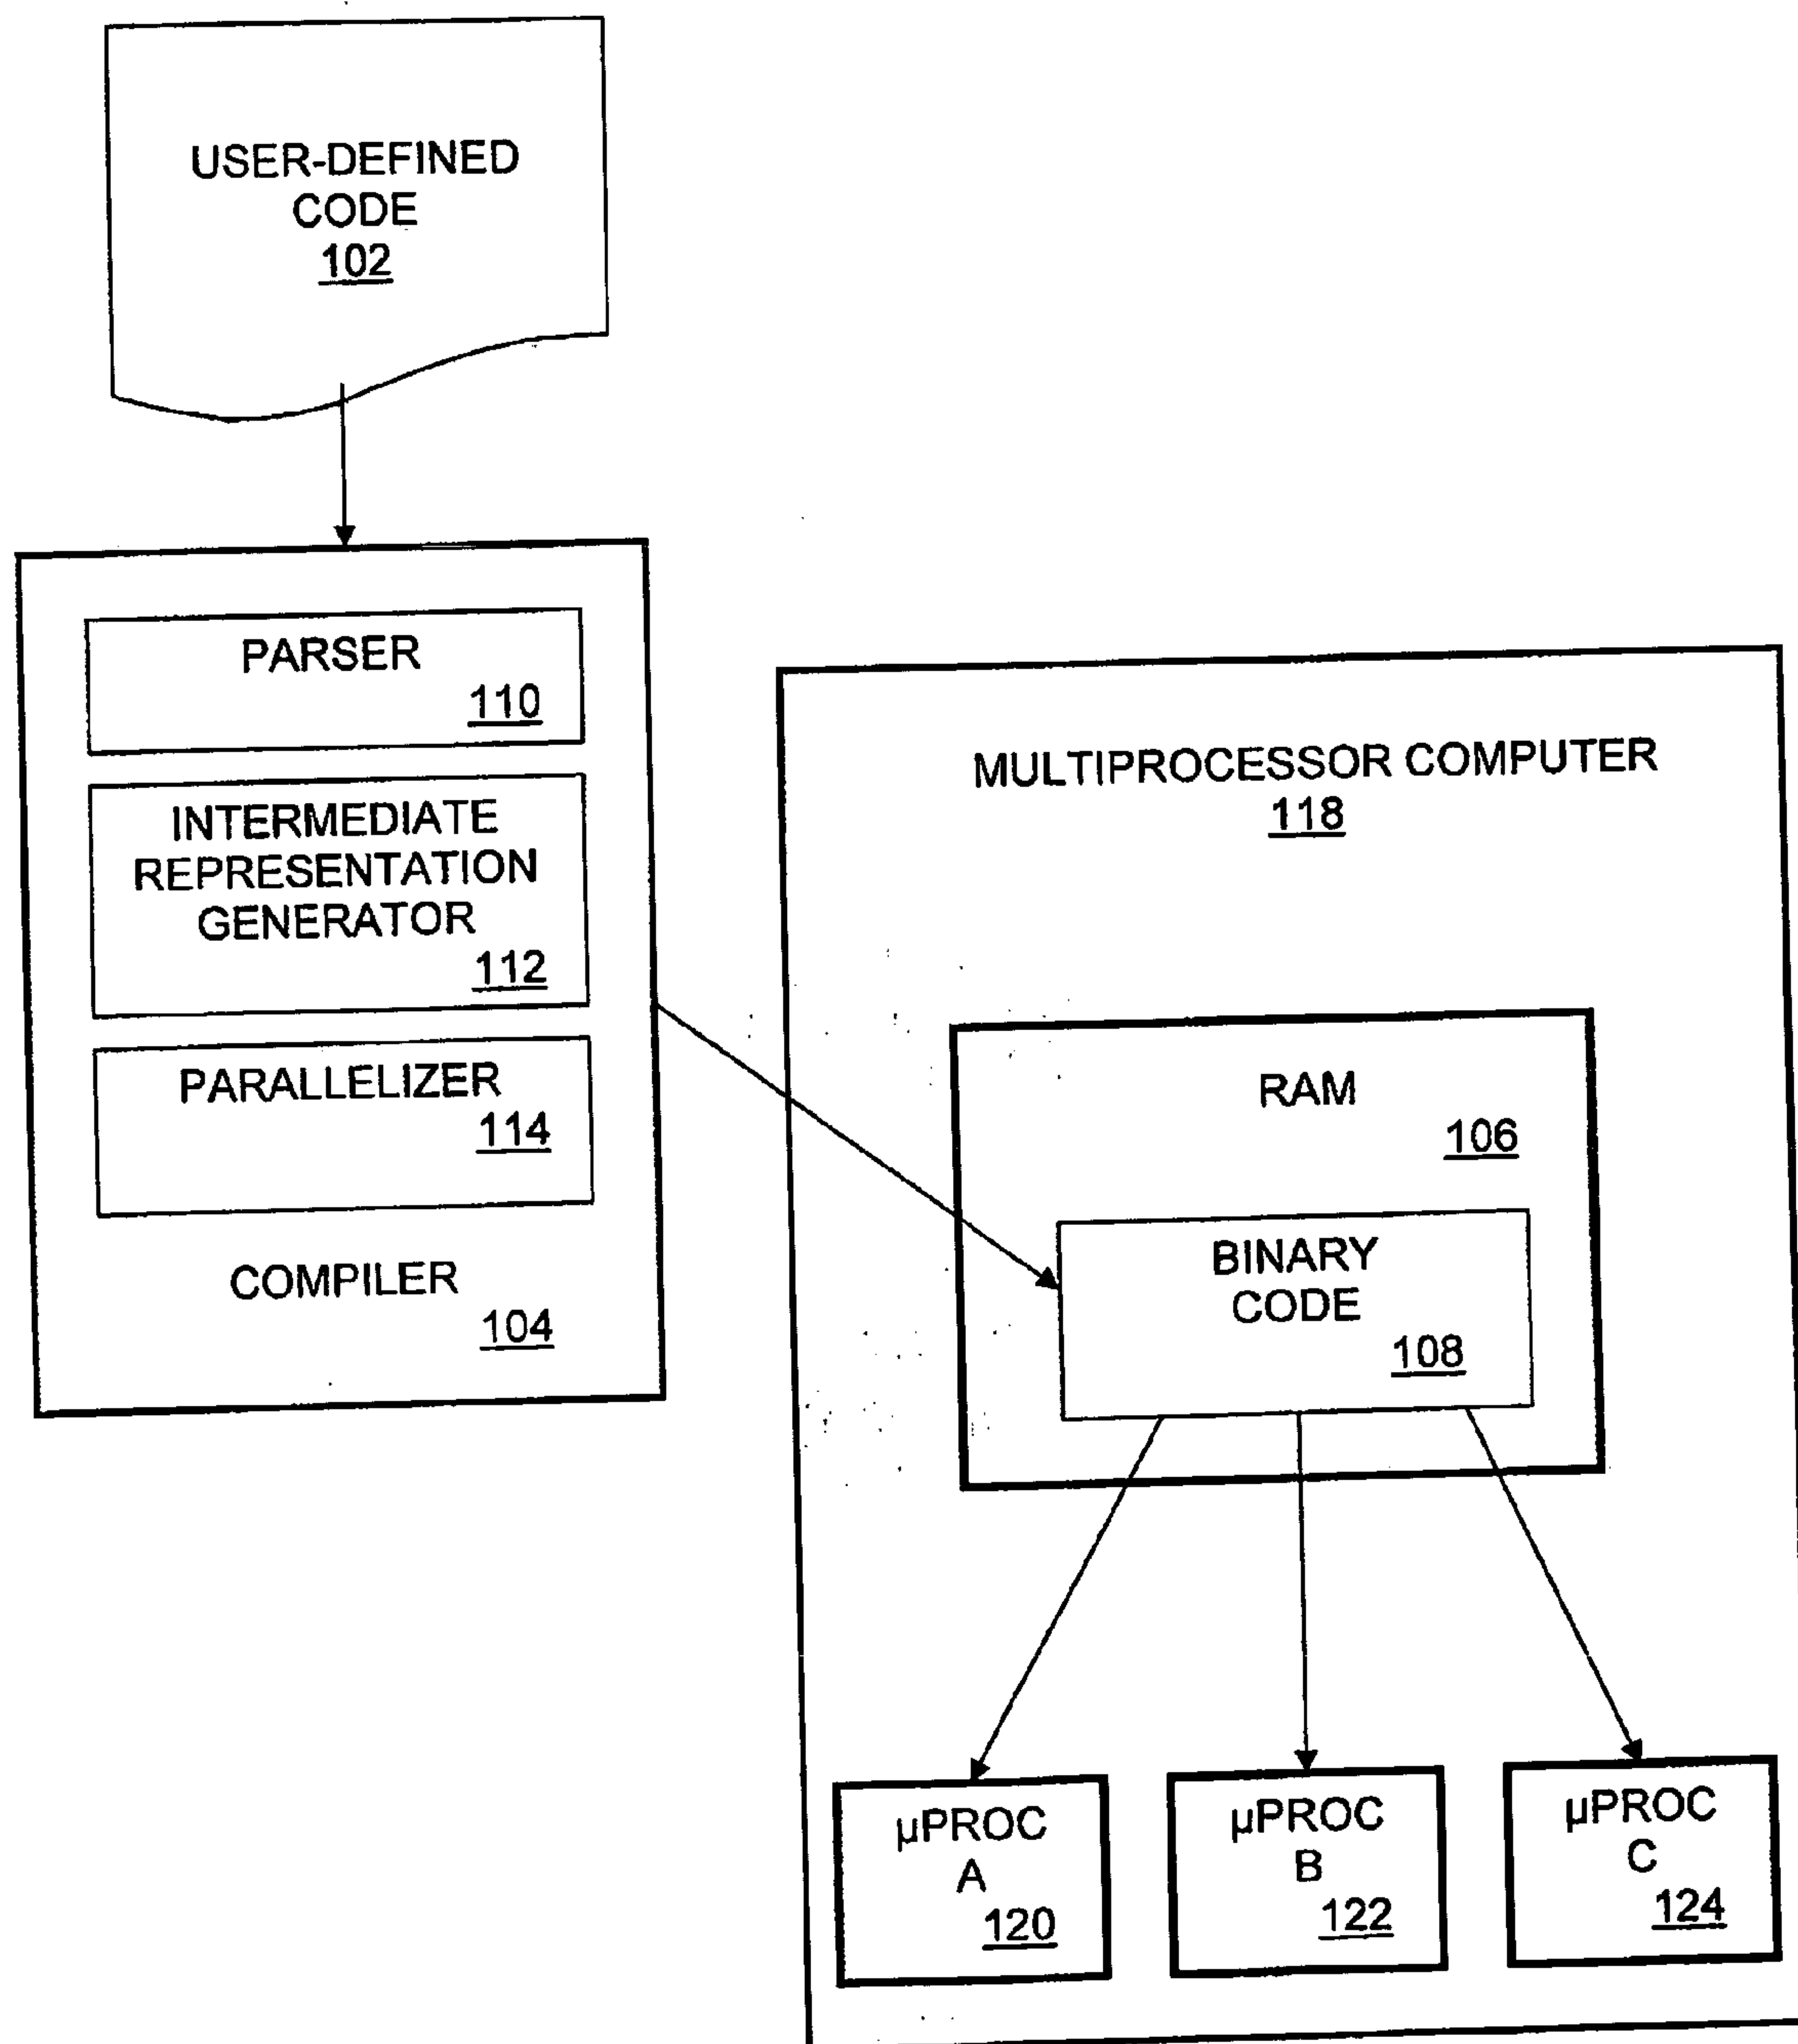 USER-DEFINED
CODE
102
PARSER
110
INTERMEDIATE
REPRESENTATION
GENERATOR
112
PARALLELIZER
114
COMPILER
104
MULTIPROCESSOR COMPUTER
118
RAM
106
BINARY
CODE
108
µPROC
A
120
µPROC
B
122
µPROC
C
124